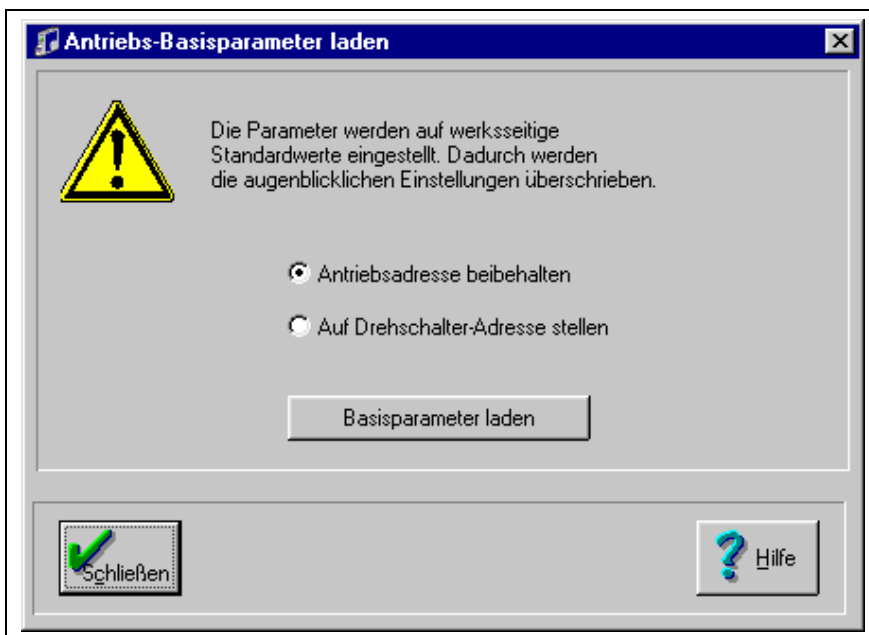 Antriebs-Basisparameter laden
Die Parameter werden auf werksseitige
Standardwerte eingestellt. Dadurch werden
die augenblicklichen Einstellungen überschrieben.
Antriebsadresse beibehalten
Auf Drehschalter-Adresse stellen
Basisparameter laden
Schließen
Hilfe